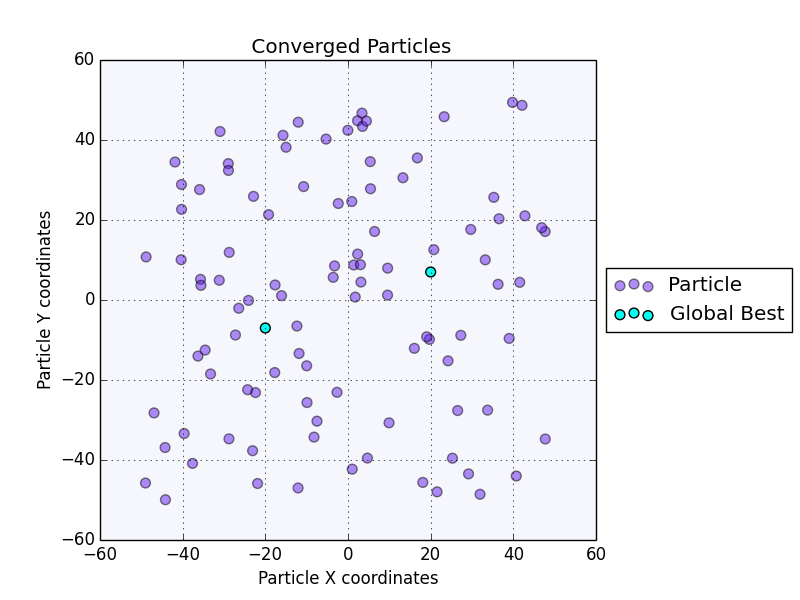 Converged Particles
60
40
20
0
−20
−40
−60
−60 −40 −20 0 20 40 60
Particle X coordinates
Particle Y coordinates
Particle
Global Best